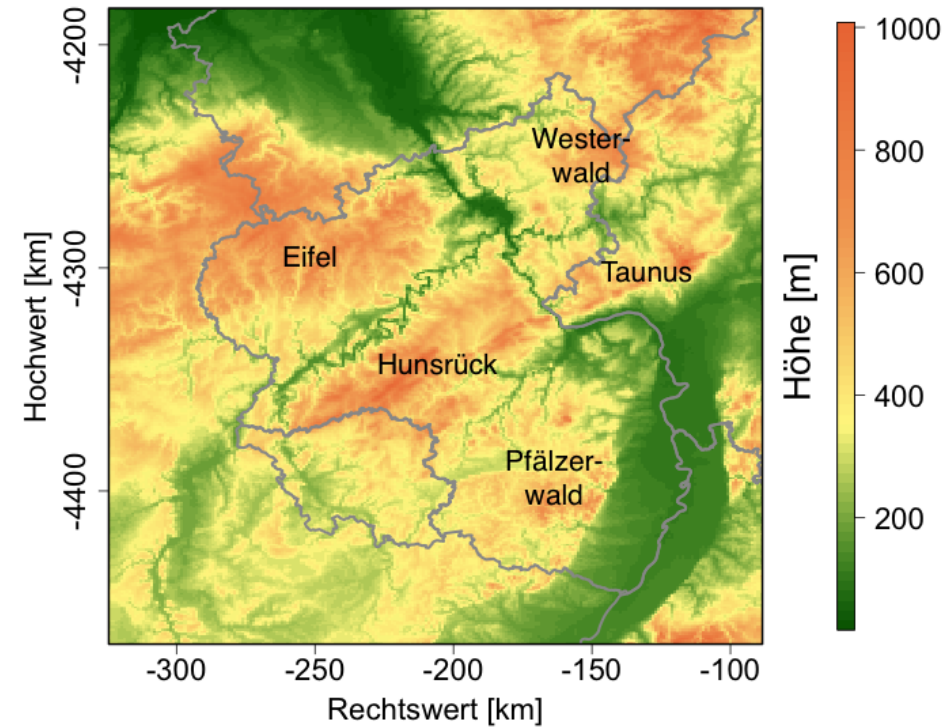 -4200
-4300
-4400
Hochwert [km]
Wester-
wald
Eifel
Taunus
Hunsrück
Pfälzer-
wald
-300
-250
-200
-150
-100
Rechtswert [km]
1000
800
600
400
200
Höhe [m]